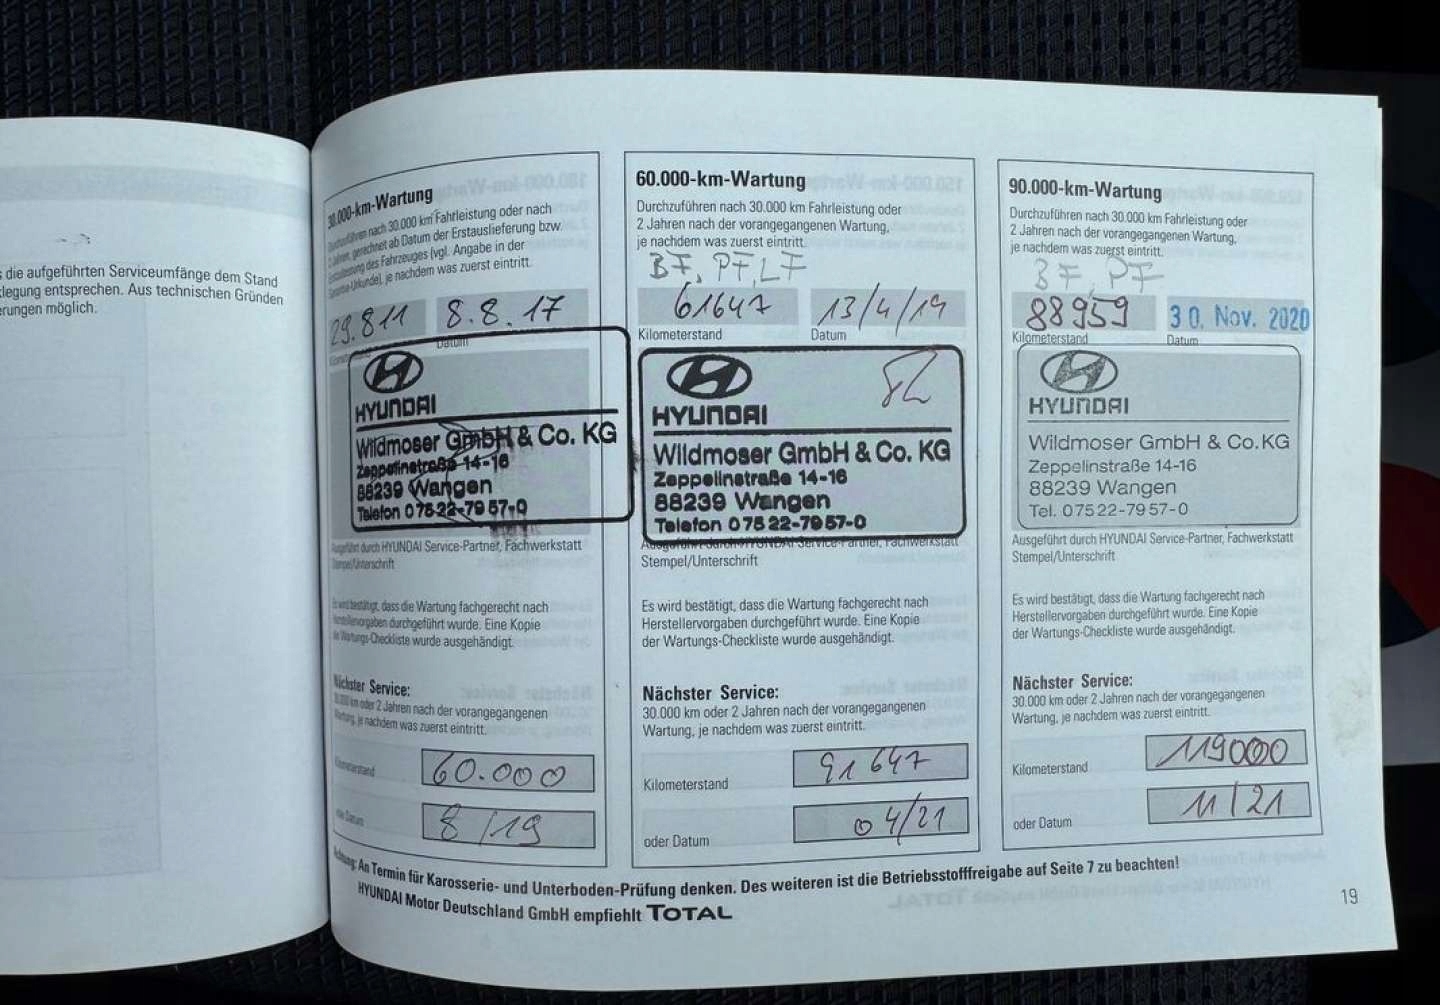 s die aufgeführten Serviceumfänge dem Stand
klegung entsprechen. Aus technischen Gründen
erungen möglich.
30.000-km-Wartung
Durchzuführen nach 30.000 km Fahrleistung oder nach
2 Jahren, gerechnet ab Datum der Erstauslieferung bzw.
Erstzulassung des Fahrzeuges (vgl. Angabe in der
Garantie-Urkunde), je nachdem was zuerst eintritt.
29.811 8.8.17
Datum
HYUNDAI
Wildmoser GmbH & Co. KG
Zeppelinstraße 14-16
88239 Wangen
Telefon 0 75 22-79 57-0
Ausgeführt durch HYUNDAI Service-Partner, Fachwerkstatt
Stempel/Unterschrift
Es wird bestätigt, dass die Wartung fachgerecht nach
Herstellervorgaben durchgeführt wurde. Eine Kopie
der Wartungs-Checkliste wurde ausgehändigt.
Nächster Service:
30.000 km oder 2 Jahren nach der vorangegangenen
Wartung, je nachdem was zuerst eintritt.
Kilometerstand 60.000
oder Datum 8/19
60.000-km-Wartung
Durchzuführen nach 30.000 km Fahrleistung oder
2 Jahren nach der vorangegangenen Wartung,
je nachdem was zuerst eintritt.
BF, PF, LF
61647 13/4/19
Kilometerstand Datum
HYUNDAI
Wildmoser GmbH & Co. KG
Zeppelinstraße 14-16
88239 Wangen
Telefon 0 75 22-79 57-0
Ausgeführt durch HYUNDAI Service-Partner, Fachwerkstatt
Stempel/Unterschrift
Es wird bestätigt, dass die Wartung fachgerecht nach
Herstellervorgaben durchgeführt wurde. Eine Kopie
der Wartungs-Checkliste wurde ausgehändigt.
Nächster Service:
30.000 km oder 2 Jahren nach der vorangegangenen
Wartung, je nachdem was zuerst eintritt.
Kilometerstand 91647
oder Datum 04/21
90.000-km-Wartung
Durchzuführen nach 30.000 km Fahrleistung oder
2 Jahren nach der vorangegangenen Wartung,
je nachdem was zuerst eintritt.
BF, PF
88959 30. Nov. 2020
Kilometerstand Datum
HYUNDAI
Wildmoser GmbH & Co. KG
Zeppelinstraße 14-16
88239 Wangen
Tel. 0 75 22-79 57-0
Ausgeführt durch HYUNDAI Service-Partner, Fachwerkstatt
Stempel/Unterschrift
Es wird bestätigt, dass die Wartung fachgerecht nach
Herstellervorgaben durchgeführt wurde. Eine Kopie
der Wartungs-Checkliste wurde ausgehändigt.
Nächster Service:
30.000 km oder 2 Jahren nach der vorangegangenen
Wartung, je nachdem was zuerst eintritt.
Kilometerstand 119000
oder Datum 11/21
Achtung: An Termin für Karosserie- und Unterboden-Prüfung denken. Des weiteren ist die Betriebsstofffreigabe auf Seite 7 zu beachten!
HYUNDAI Motor Deutschland GmbH empfiehlt TOTAL
19